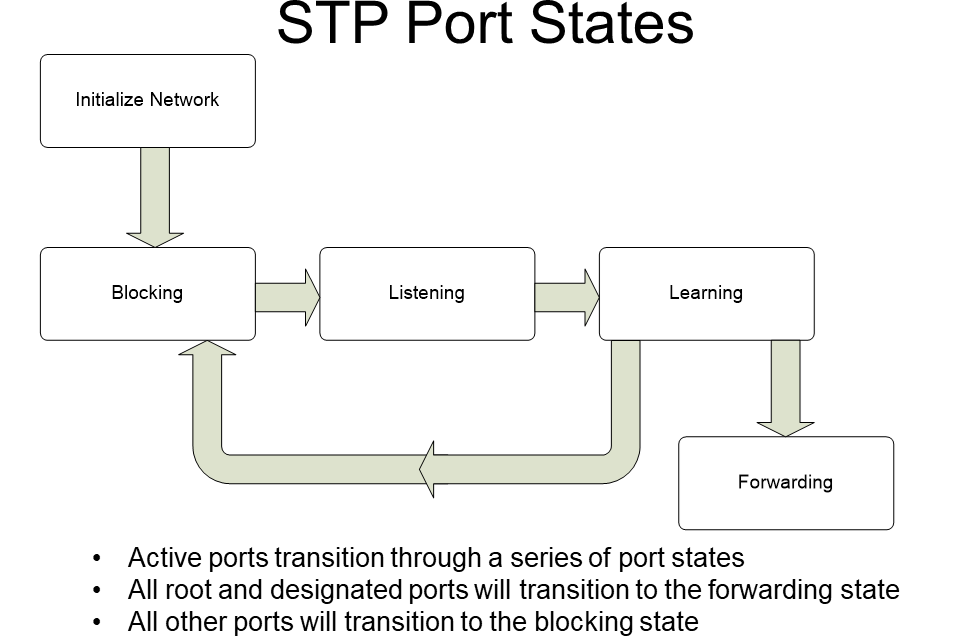 STP Port States
Initialize Network
Blocking
Listening
Learning
Forwarding
• Active ports transition through a series of port states
• All root and designated ports will transition to the forwarding state
• All other ports will transition to the blocking state